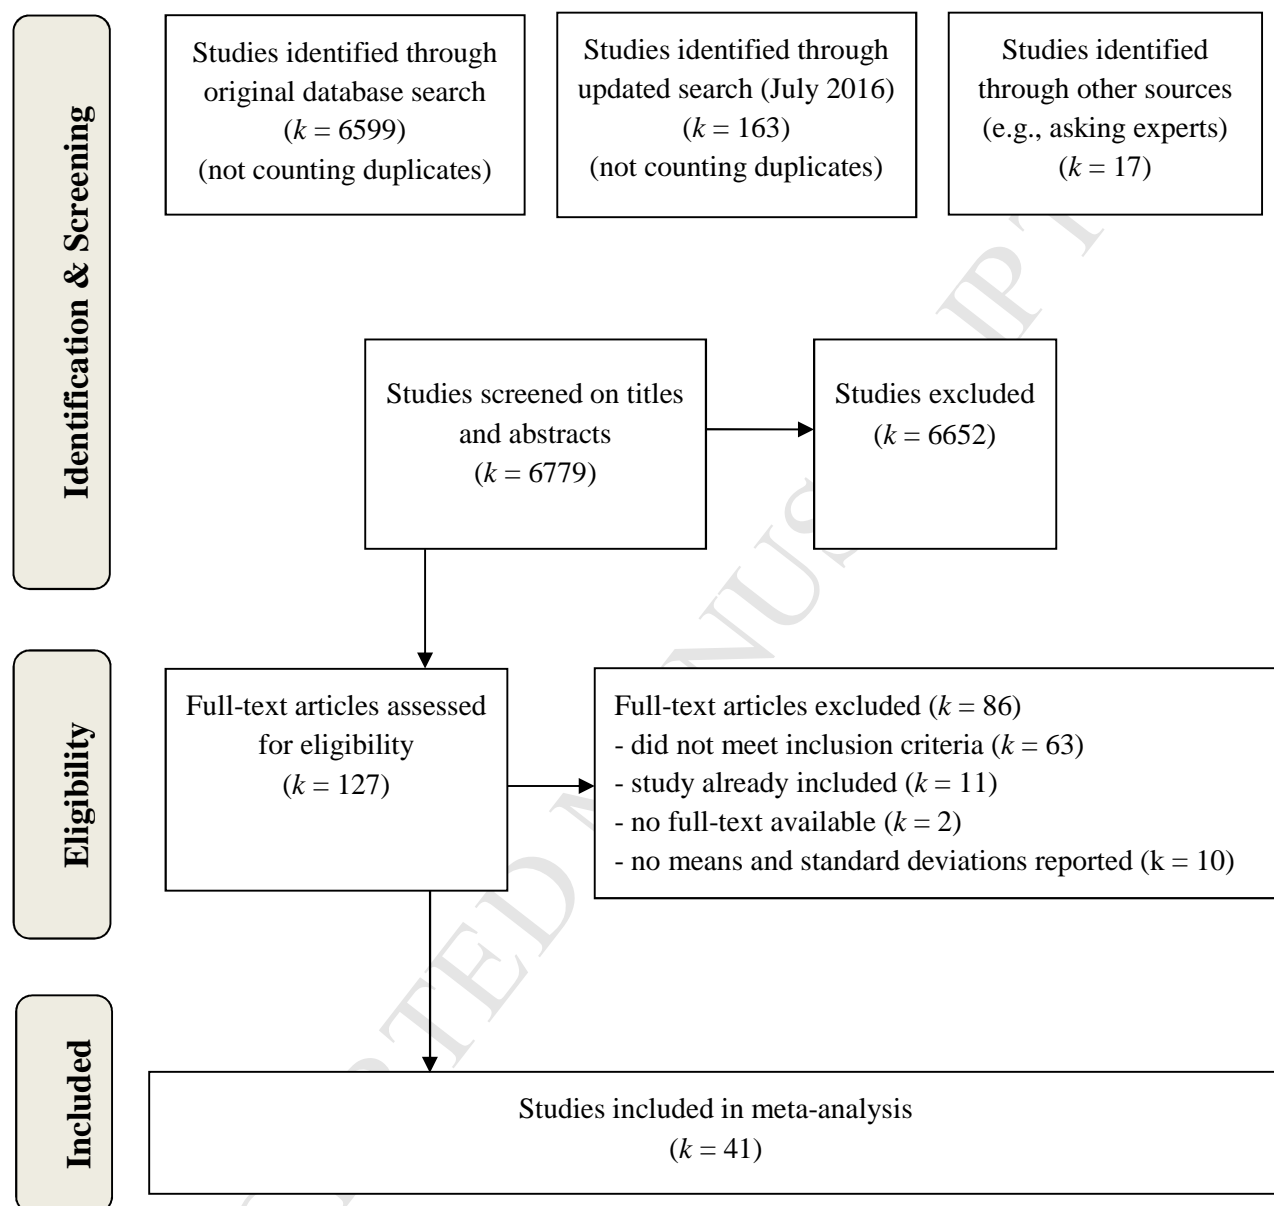 Identification & Screening
Studies identified through
original database search
(k = 6599)
(not counting duplicates)
Studies identified through
updated search (July 2016)
(k = 163)
(not counting duplicates)
Studies identified
through other sources
(e.g., asking experts)
(k = 17)
Studies screened on titles
and abstracts
(k = 6779)
Studies excluded
(k = 6652)
Eligibility
Full-text articles assessed
for eligibility
(k = 127)
Full-text articles excluded (k = 86)
- did not meet inclusion criteria (k = 63)
- study already included (k = 11)
- no full-text available (k = 2)
- no means and standard deviations reported (k = 10)
Included
Studies included in meta-analysis
(k = 41)